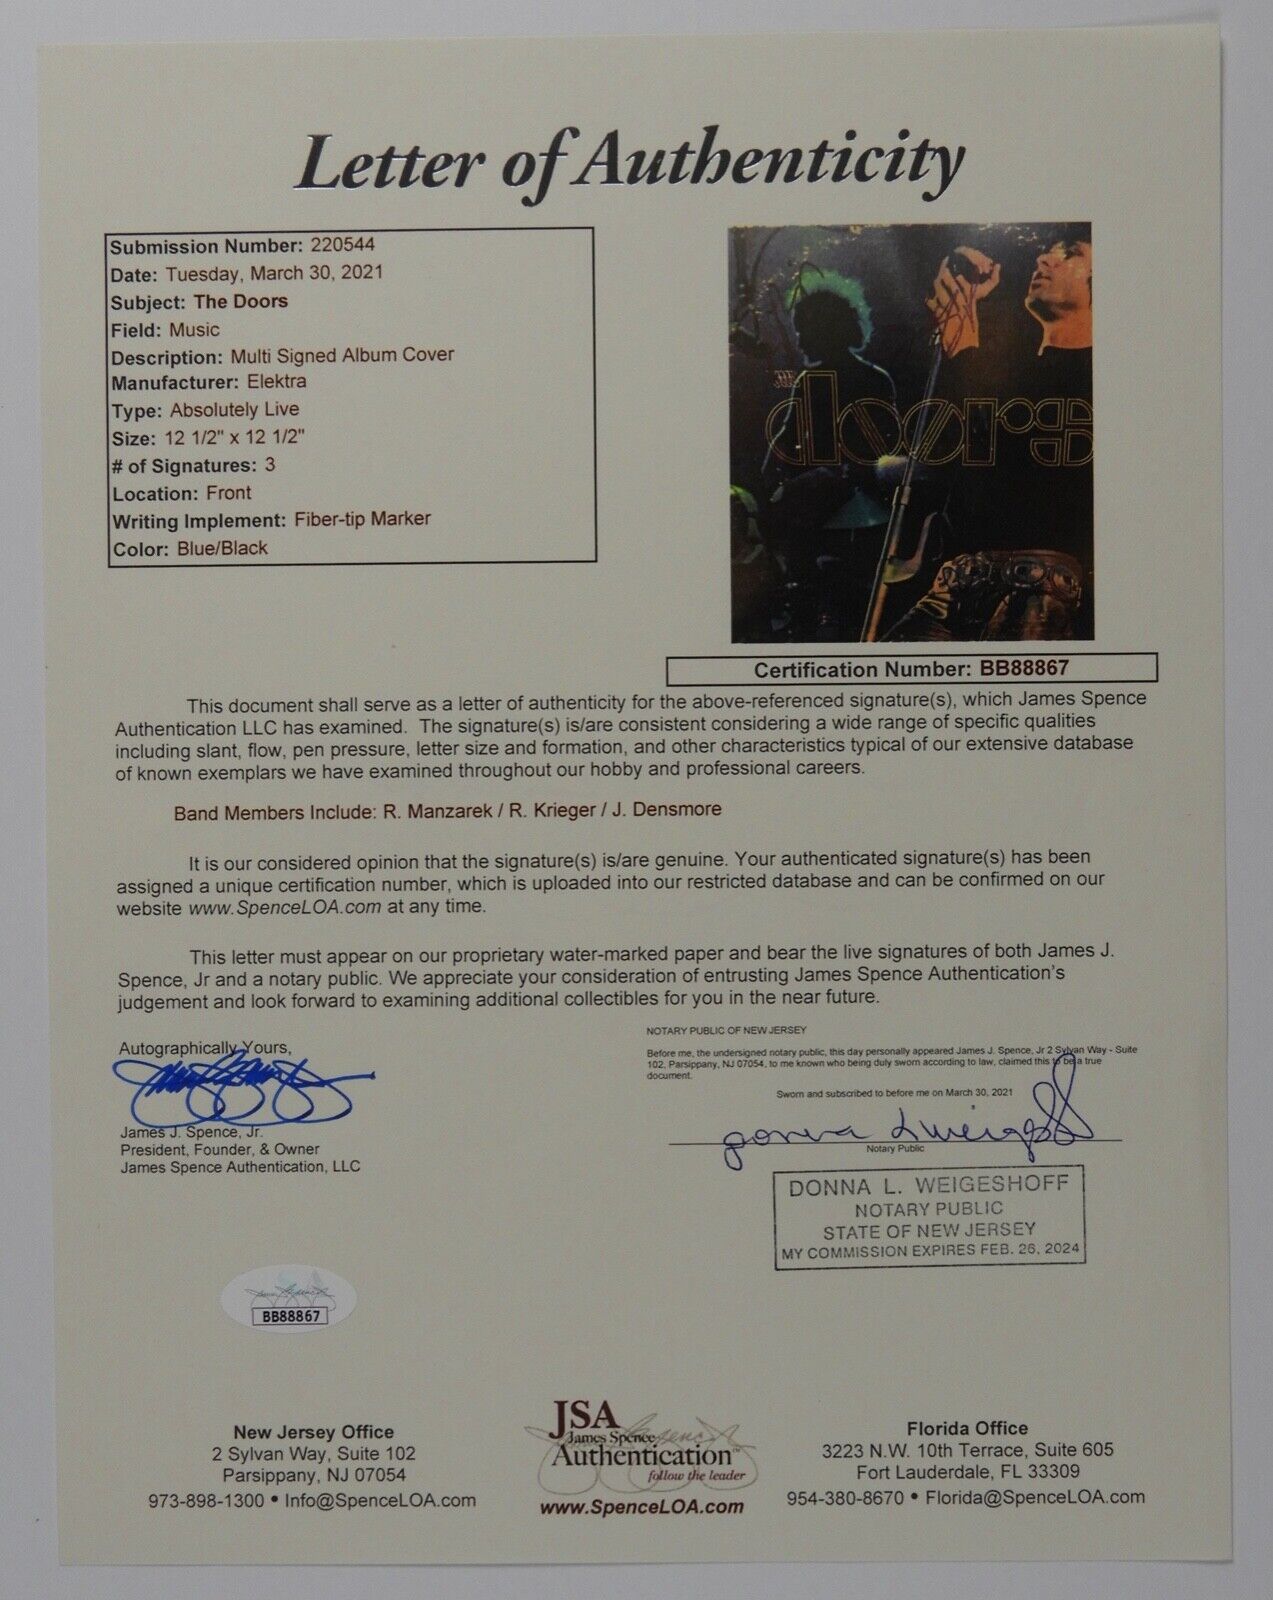 Letter of Authenticity
Submission Number: 220544
Date: Tuesday, March 30, 2021
Subject: The Doors
Field: Music
Description: Multi Signed Album Cover
Manufacturer: Elektra
Type: Absolutely Live
Size: 12 1/2" x 12 1/2"
# of Signatures: 3
Location: Front
Writing Implement: Fiber-tip Marker
Color: Blue/Black
THE
doors
Certification Number: BB88867
This document shall serve as a letter of authenticity for the above-referenced signature(s), which James Spence
Authentication LLC has examined. The signature(s) is/are consistent considering a wide range of specific qualities
including slant, flow, pen pressure, letter size and formation, and other characteristics typical of our extensive database
of known exemplars we have examined throughout our hobby and professional careers.
Band Members Include: R. Manzarek / R. Krieger / J. Densmore
It is our considered opinion that the signature(s) is/are genuine. Your authenticated signature(s) has been
assigned a unique certification number, which is uploaded into our restricted database and can be confirmed on our
website www.SpenceLOA.com at any time.
This letter must appear on our proprietary water-marked paper and bear the live signatures of both James J.
Spence, Jr and a notary public. We appreciate your consideration of entrusting James Spence Authentication's
judgement and look forward to examining additional collectibles for you in the near future.
Autographically Yours,
James J. Spence, Jr.
President, Founder, & Owner
James Spence Authentication, LLC
NOTARY PUBLIC OF NEW JERSEY
Before me, the undersigned notary public, this day personally appeared James J. Spence, Jr 2 Sylvan Way - Suite
102, Parsippany, NJ 07054, to me known who being duly sworn according to law, claimed this to be a true
document.
Sworn and subscribed to before me on March 30, 2021
Donna L Weigeshoff
Notary Public
DONNA L. WEIGESHOFF
NOTARY PUBLIC
STATE OF NEW JERSEY
MY COMMISSION EXPIRES FEB. 26, 2024
BB88867
New Jersey Office
2 Sylvan Way, Suite 102
Parsippany, NJ 07054
973-898-1300 • Info@SpenceLOA.com
JSA
James Spence
Authentication™
follow the leader
www.SpenceLOA.com
Florida Office
3223 N.W. 10th Terrace, Suite 605
Fort Lauderdale, FL 33309
954-380-8670 • Florida@SpenceLOA.com